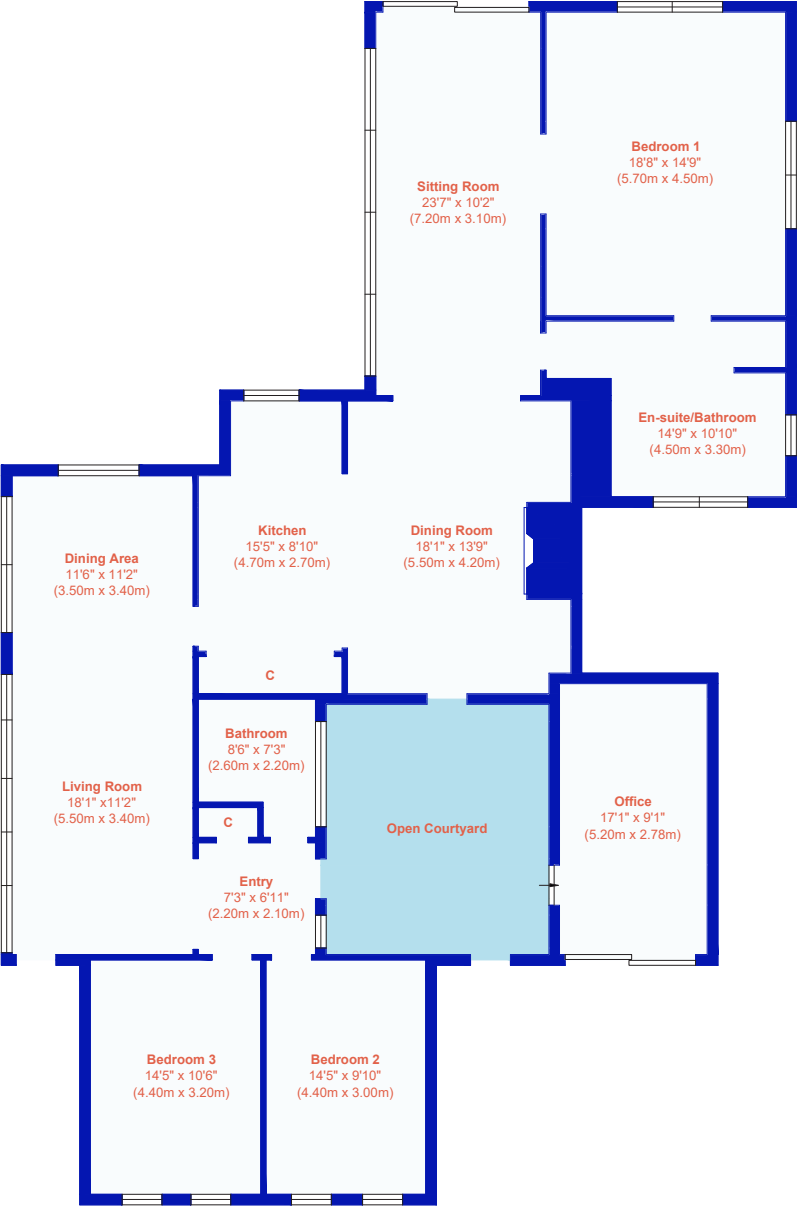 Bedroom 1
18'8" x 14'9"
(5.70m x 4.50m)
Sitting Room
23'7" x 10'2"
(7.20m x 3.10m)
En-suite/Bathroom
14'9" x 10'10"
(4.50m x 3.30m)
Kitchen
15'5" x 8'10"
(4.70m x 2.70m)
Dining Room
18'1" x 13'9"
(5.50m x 4.20m)
Dining Area
11'6" x 11'2"
(3.50m x 3.40m)
C
Bathroom
8'6" x 7'3"
(2.60m x 2.20m)
Living Room
18'1" x11'2"
(5.50m x 3.40m)
C
Open Courtyard
Office
17'1" x 9'1"
(5.20m x 2.78m)
Entry
7'3" x 6'11"
(2.20m x 2.10m)
Bedroom 3
14'5" x 10'6"
(4.40m x 3.20m)
Bedroom 2
14'5" x 9'10"
(4.40m x 3.00m)